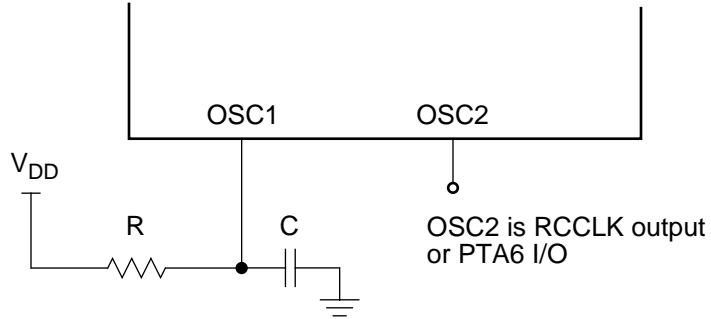 OSC1 OSC2
VDD
R C
OSC2 is RCCLK output
or PTA6 I/O